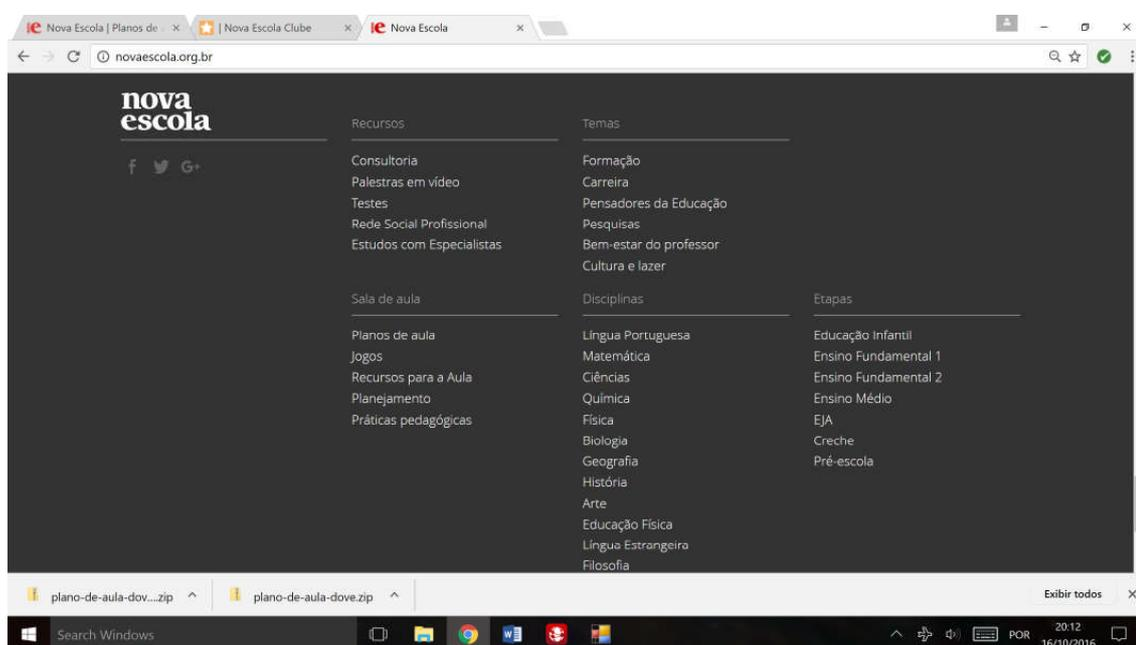 Nova Escola | Planos de
| Nova Escola Clube
Nova Escola
novaescola.org.br
nova
escola
Recursos
Consultoria
Palestras em vídeo
Testes
Rede Social Profissional
Estudos com Especialistas
Temas
Formação
Carreira
Pensadores da Educação
Pesquisas
Bem-estar do professor
Cultura e lazer
Sala de aula
Planos de aula
Jogos
Recursos para a Aula
Planejamento
Práticas pedagógicas
Disciplinas
Língua Portuguesa
Matemática
Ciências
Química
Física
Biologia
Geografia
História
Arte
Educação Física
Língua Estrangeira
Filosofia
Etapas
Educação Infantil
Ensino Fundamental 1
Ensino Fundamental 2
Ensino Médio
EJA
Creche
Pré-escola
plano-de-aula-dov....zip
plano-de-aula-dove.zip
Exibir todos
Search Windows
POR
20:12
16/10/2016